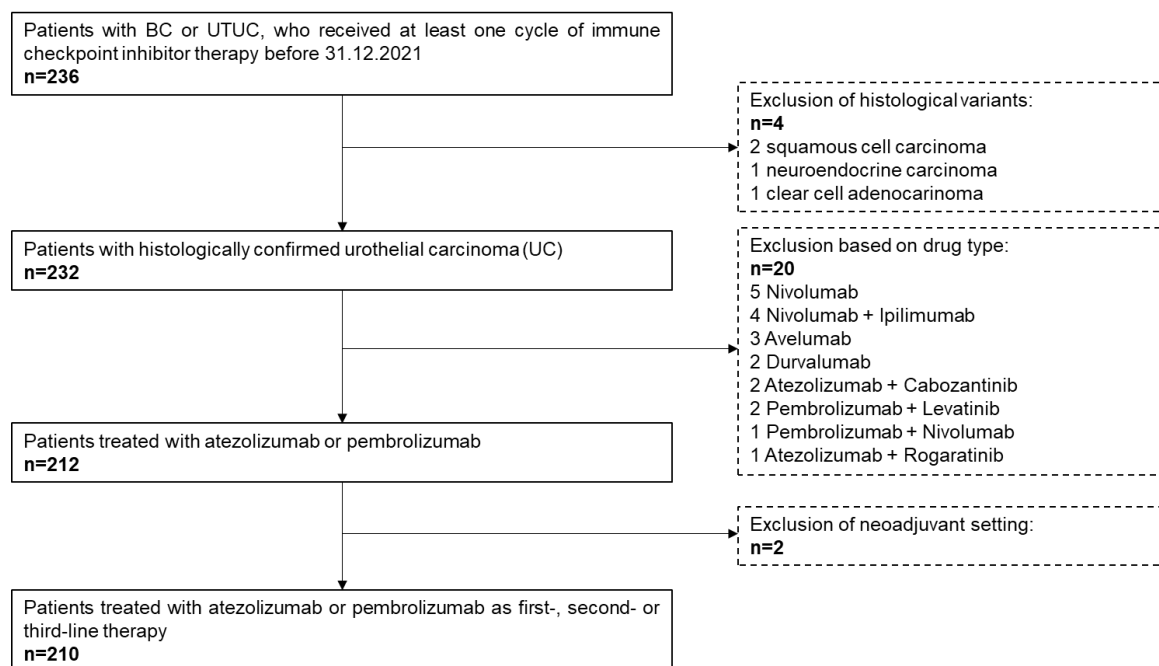 Patients with BC or UTUC, who received at least one cycle of immune
checkpoint inhibitor therapy before 31.12.2021
n=236
Exclusion of histological variants:
n=4
2 squamous cell carcinoma
1 neuroendocrine carcinoma
1 clear cell adenocarinoma
Patients with histologically confirmed urothelial carcinoma (UC)
n=232
Exclusion based on drug type:
n=20
5 Nivolumab
4 Nivolumab + Ipilimumab
3 Avelumab
2 Durvalumab
2 Atezolizumab + Cabozantinib
2 Pembrolizumab + Levatinib
1 Pembrolizumab + Nivolumab
1 Atezolizumab + Rogaratinib
Patients treated with atezolizumab or pembrolizumab
n=212
Exclusion of neoadjuvant setting:
n=2
Patients treated with atezolizumab or pembrolizumab as first-, second- or
third-line therapy
n=210